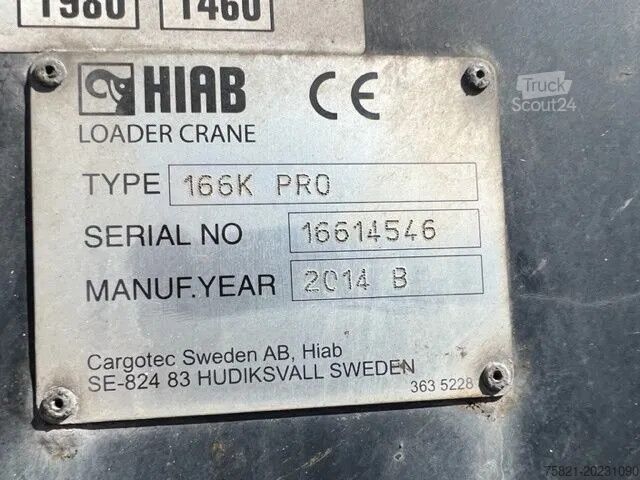 1980 1460
HIAB CE
Truck
Scout24
LOADER CRANE
TYPE 166K PRO
SERIAL NO 16614546
MANUF.YEAR 2014 B
Cargotec Sweden AB, Hiab
SE-824 83 HUDIKSVALL SWEDEN
363 5228
75821-20231090